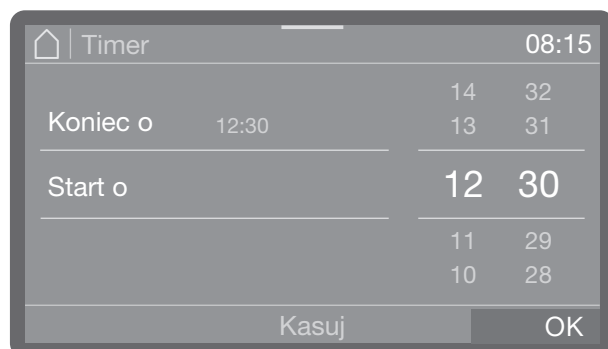 Timer 08:15
14 32
Koniec o 12:30 13 31
Start o 12 30
11 29
10 28
Kasuj OK